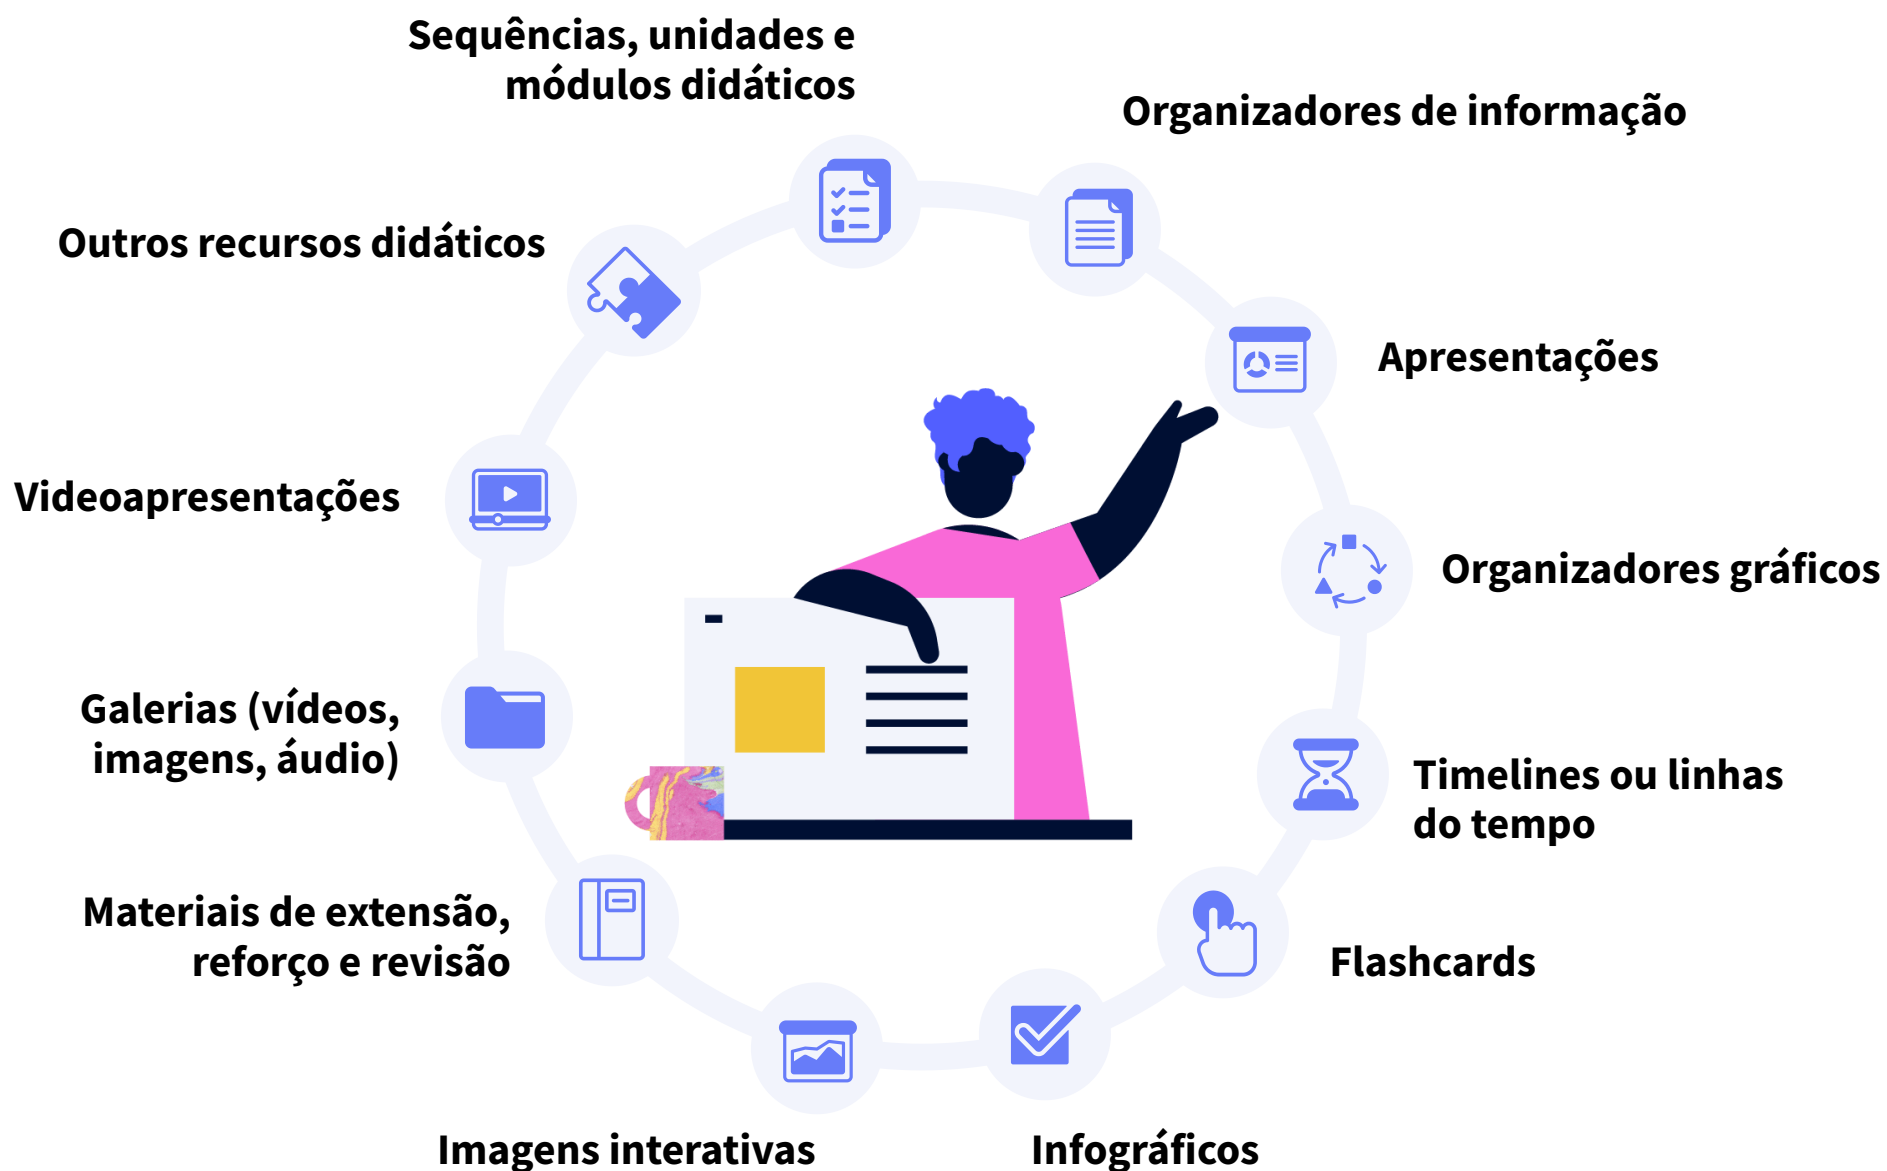 Sequências, unidades e
módulos didáticos
Organizadores de informação
Outros recursos didáticos
Apresentações
Videoapresentações
Organizadores gráficos
Galerias (vídeos,
imagens, áudio)
Timelines ou linhas
do tempo
Materiais de extensão,
reforço e revisão
Flashcards
Imagens interativas
Infográficos